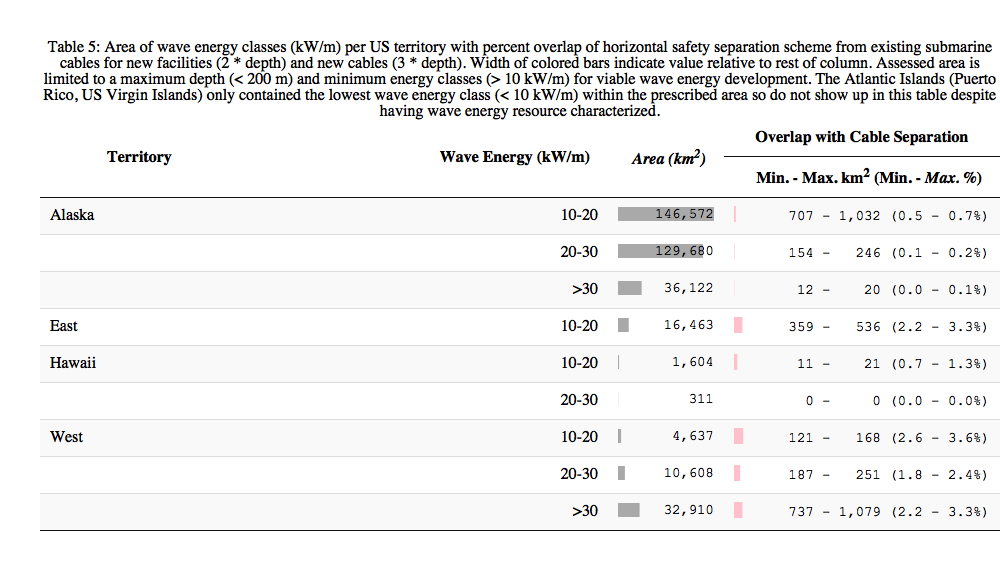 Table 5: Area of wave energy classes (kW/m) per US territory with percent overlap of horizontal safety separation scheme from existing submarine
cables for new facilities (2 * depth) and new cables (3 * depth). Width of colored bars indicate value relative to rest of column. Assessed area is
limited to a maximum depth (< 200 m) and minimum energy classes (> 10 kW/m) for viable wave energy development. The Atlantic Islands (Puerto
Rico, US Virgin Islands) only contained the lowest wave energy class (< 10 kW/m) within the prescribed area so do not show up in this table despite
having wave energy resource characterized.
Overlap with Cable Separation
Territory Wave Energy (kW/m) Area (km²)
Min. - Max. km² (Min. - Max. %)
Alaska 10-20 146,572 707 - 1,032 (0.5 - 0.7%)
20-30 129,680 154 - 246 (0.1 - 0.2%)
>30 36,122 12 - 20 (0.0 - 0.1%)
East 10-20 16,463 359 - 536 (2.2 - 3.3%)
Hawaii 10-20 1,604 11 - 21 (0.7 - 1.3%)
20-30 311 0 - 0 (0.0 - 0.0%)
West 10-20 4,637 121 - 168 (2.6 - 3.6%)
20-30 10,608 187 - 251 (1.8 - 2.4%)
>30 32,910 737 - 1,079 (2.2 - 3.3%)